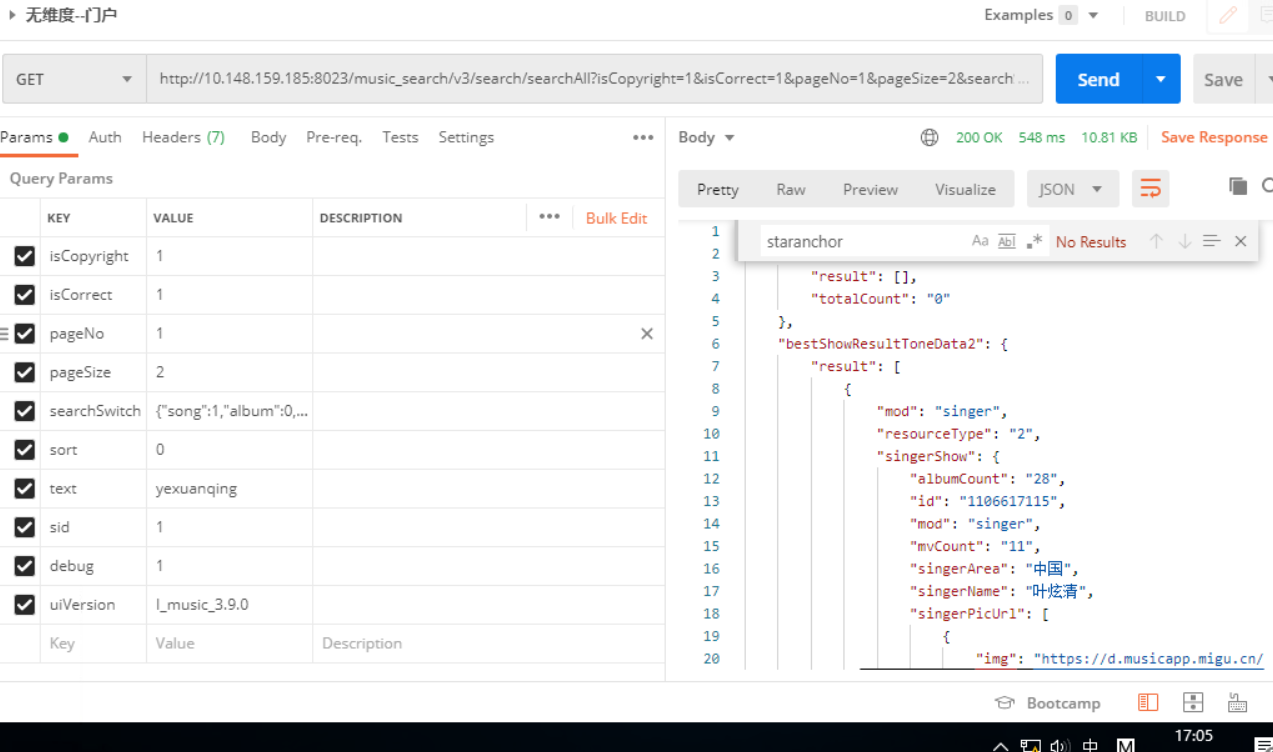 无维度--门户
Examples 0
BUILD
GET
http://10.148.159.185:8023/music_search/v3/search/searchAll?isCopyright=1&isCorrect=1&pageNo=1&pageSize=2&search ...
Send
Save
Params
Auth
Headers (7)
Body
Pre-req.
Tests
Settings
Query Params
KEY VALUE DESCRIPTION
Bulk Edit
isCopyright 1
isCorrect 1
pageNo 1
pageSize 2
searchSwitch {"song":1,"album":0,...
sort 0
text yexuanqing
sid 1
debug 1
uiVersion I_music_3.9.0
Key Value Description
Body
200 OK 548 ms 10.81 KB
Save Response
Pretty Raw Preview Visualize JSON
staranchor Aa Abl .* No Results
1
2
3 "result": [],
4 "totalCount": "0"
5 },
6 "bestShowResultToneData2": {
7 "result": [
8 {
9 "mod": "singer",
10 "resourceType": "2",
11 "singerShow": {
12 "albumCount": "28",
13 "id": "1106617115",
14 "mod": "singer",
15 "mvCount": "11",
16 "singerArea": "中国",
17 "singerName": "叶炫清",
18 "singerPicUrl": [
19 {
20 "img": "https://d.musicapp.migu.cn/
Bootcamp
中 M 17:05